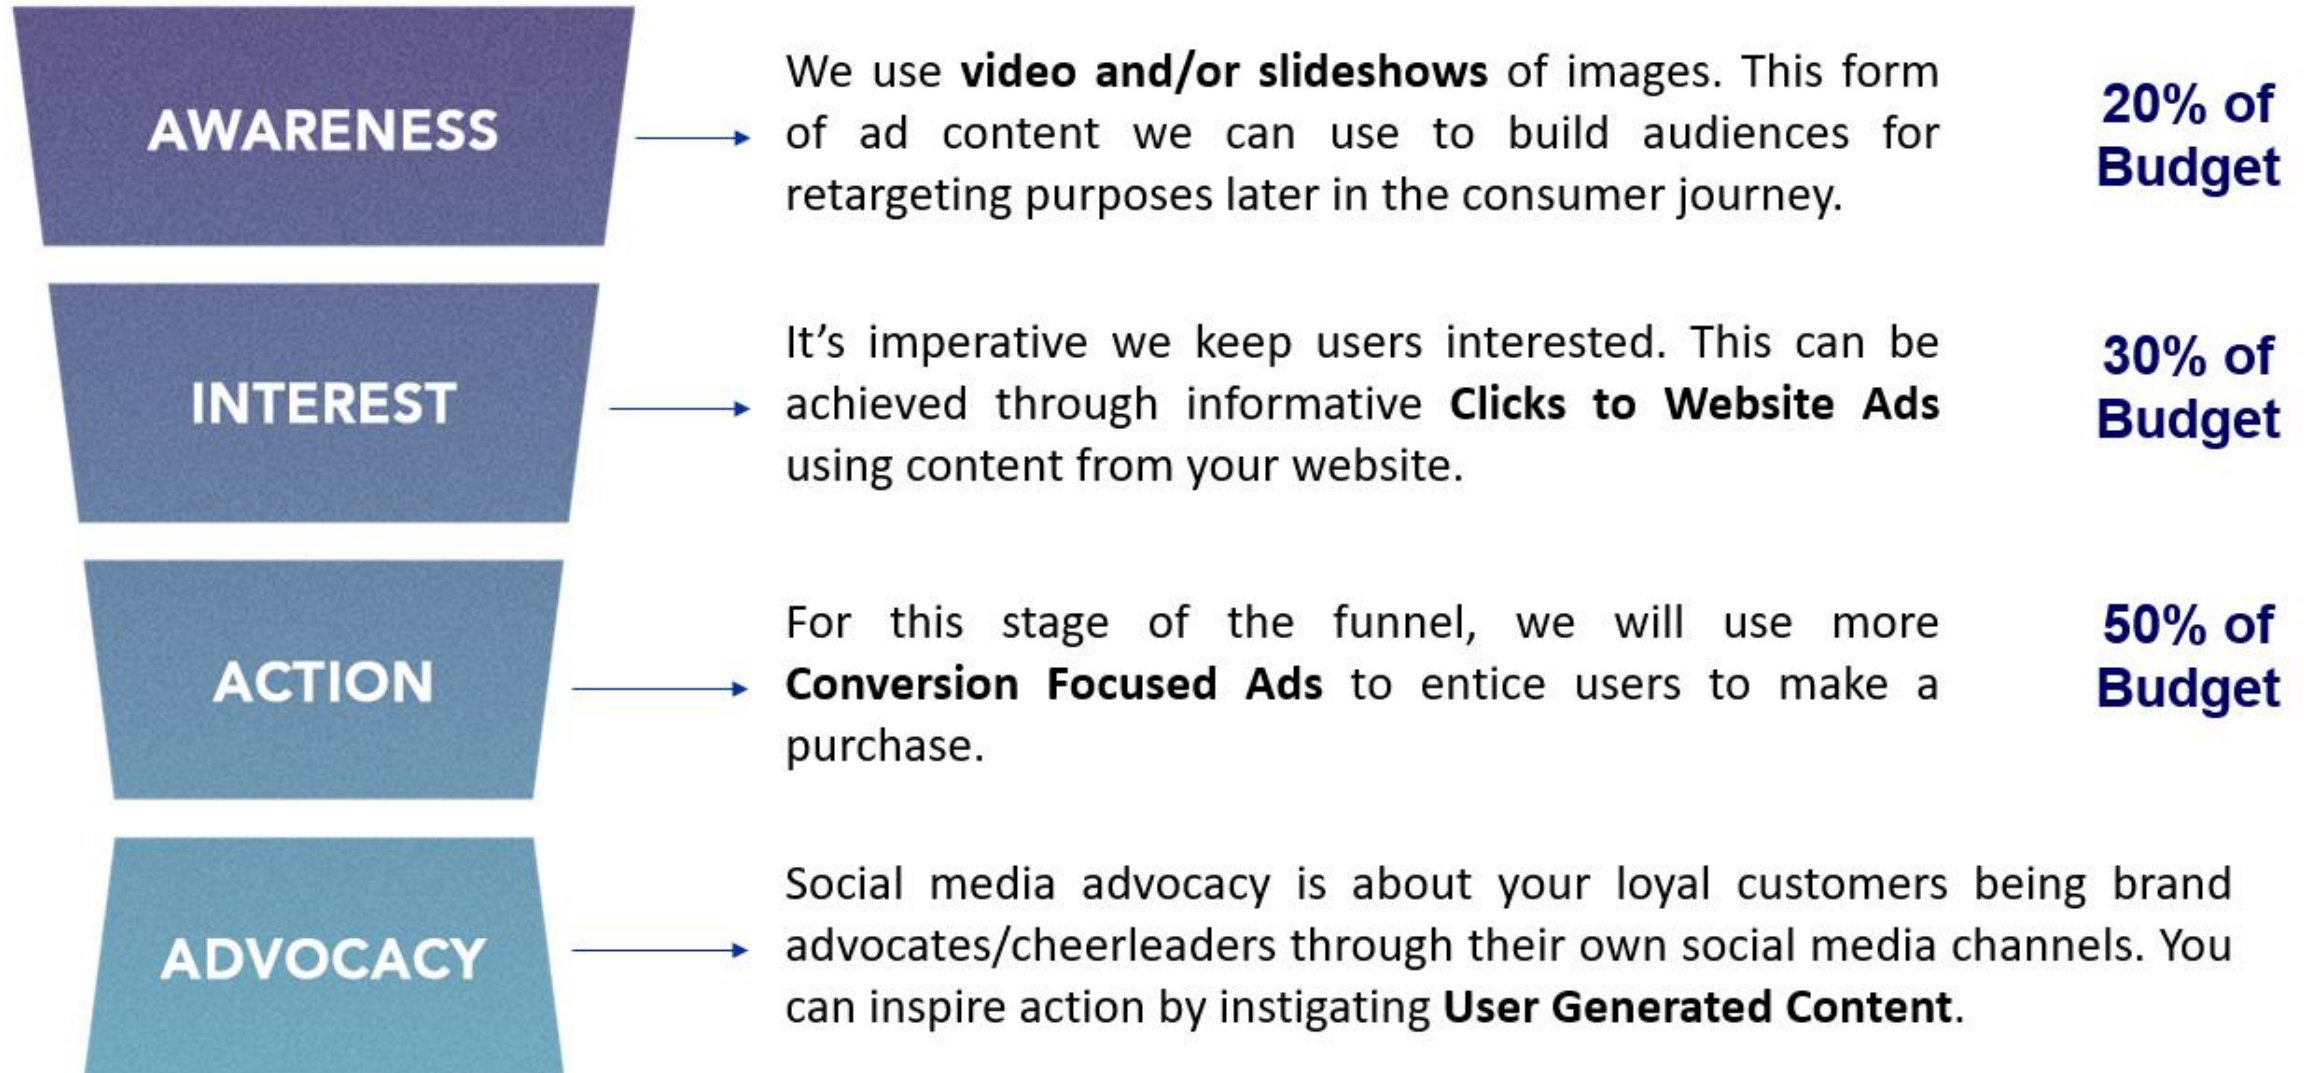 AWARENESS
We use video and/or slideshows of images. This form
of ad content we can use to build audiences for
retargeting purposes later in the consumer journey.
20% of
Budget
INTEREST
It’s imperative we keep users interested. This can be
achieved through informative Clicks to Website Ads
using content from your website.
30% of
Budget
ACTION
For this stage of the funnel, we will use more
Conversion Focused Ads to entice users to make a
purchase.
50% of
Budget
ADVOCACY
Social media advocacy is about your loyal customers being brand
advocates/cheerleaders through their own social media channels. You
can inspire action by instigating User Generated Content.